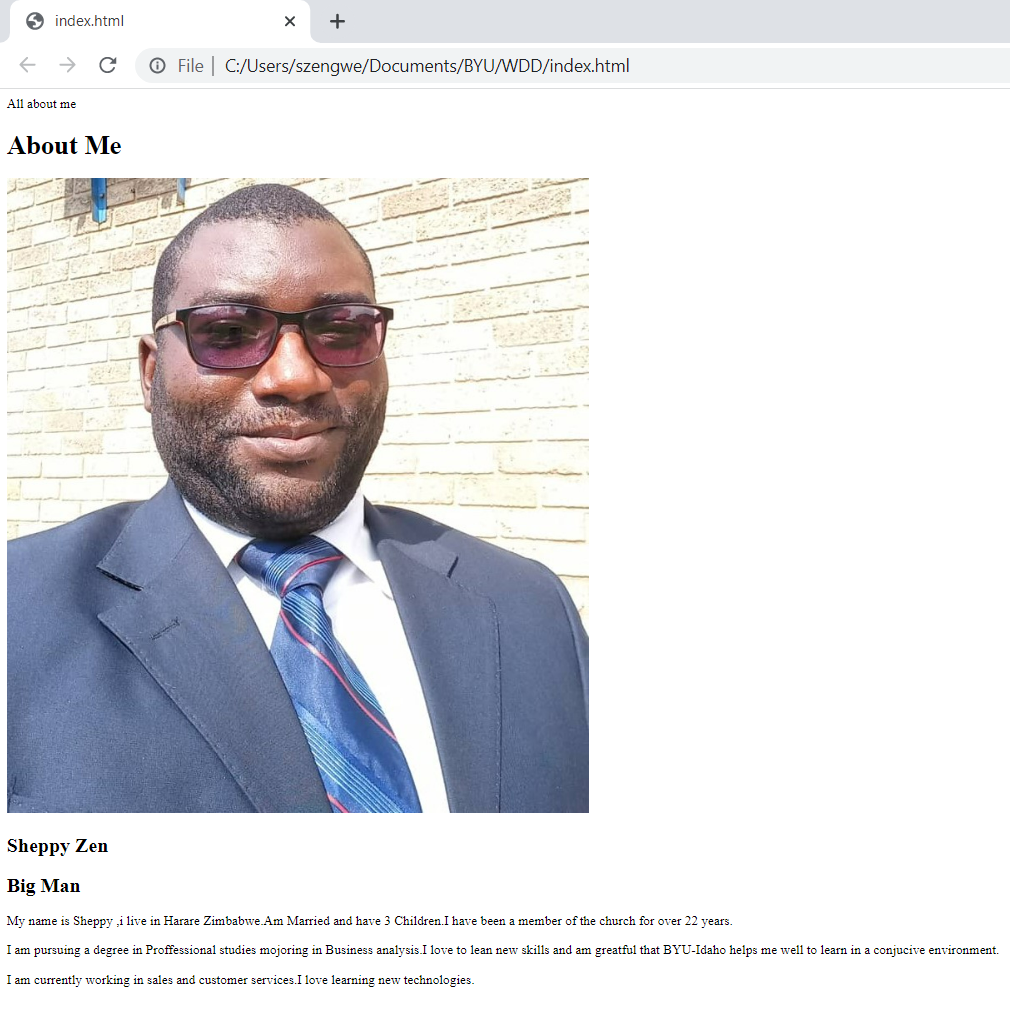 index.html
File | C:/Users/szengwe/Documents/BYU/WDD/index.html
All about me
About Me
Sheppy Zen
Big Man
My name is Sheppy ,i live in Harare Zimbabwe.Am Married and have 3 Children.I have been a member of the church for over 22 years.
I am pursuing a degree in Proffessional studies mojoring in Business analysis.I love to lean new skills and am greatful that BYU-Idaho helps me well to learn in a conjucive environment.
I am currently working in sales and customer services.I love learning new technologies.